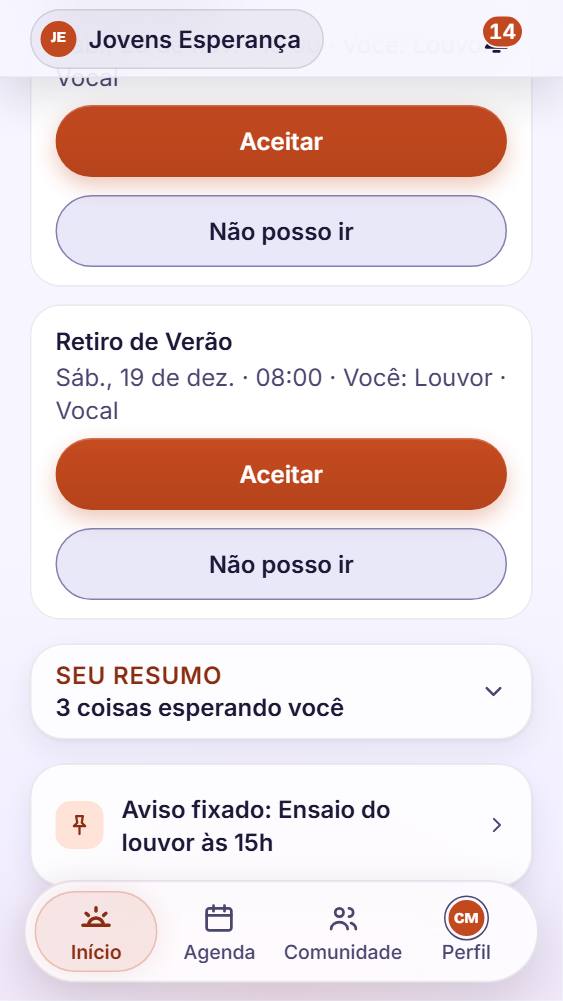 JE Jovens Esperança
14
Vocal
Aceitar
Não posso ir
Retiro de Verão
Sáb., 19 de dez. · 08:00 · Você: Louvor ·
Vocal
Aceitar
Não posso ir
SEU RESUMO
3 coisas esperando você
Aviso fixado: Ensaio do
louvor às 15h
CM
Início Agenda Comunidade Perfil